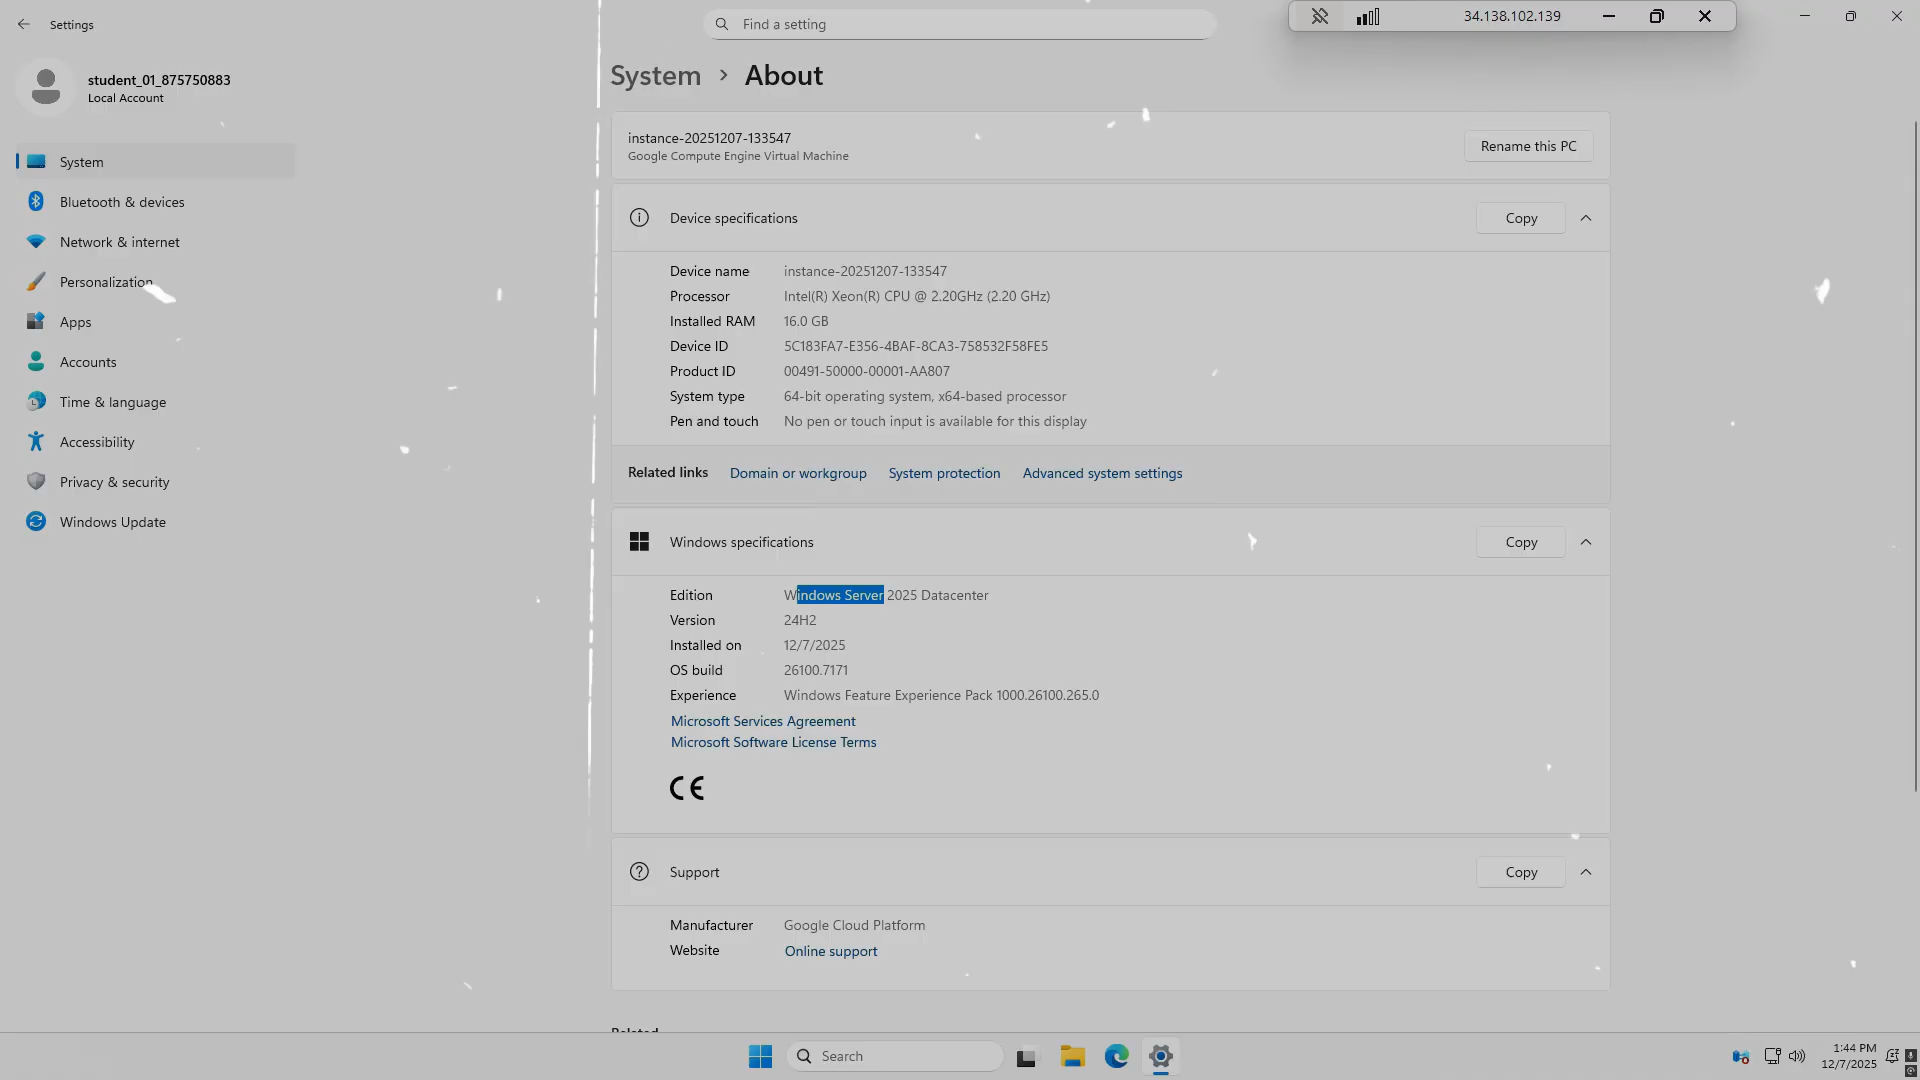 Settings
Find a setting
34.138.102.139
student_01_875750883
Local Account
System
Bluetooth & devices
Network & internet
Personalization
Apps
Accounts
Time & language
Accessibility
Privacy & security
Windows Update
System > About
instance-20251207-133547
Google Compute Engine Virtual Machine
Rename this PC
Device specifications
Copy
Device name instance-20251207-133547
Processor Intel(R) Xeon(R) CPU @ 2.20GHz (2.20 GHz)
Installed RAM 16.0 GB
Device ID 5C183FA7-E356-4BAF-8CA3-758532F58FE5
Product ID 00491-50000-00001-AA807
System type 64-bit operating system, x64-based processor
Pen and touch No pen or touch input is available for this display
Related links Domain or workgroup System protection Advanced system settings
Windows specifications
Copy
Edition Windows Server 2025 Datacenter
Version 24H2
Installed on 12/7/2025
OS build 26100.7171
Experience Windows Feature Experience Pack 1000.26100.265.0
Microsoft Services Agreement
Microsoft Software License Terms
CE
Support
Copy
Manufacturer Google Cloud Platform
Website Online support
Related
Search
1:44 PM
12/7/2025